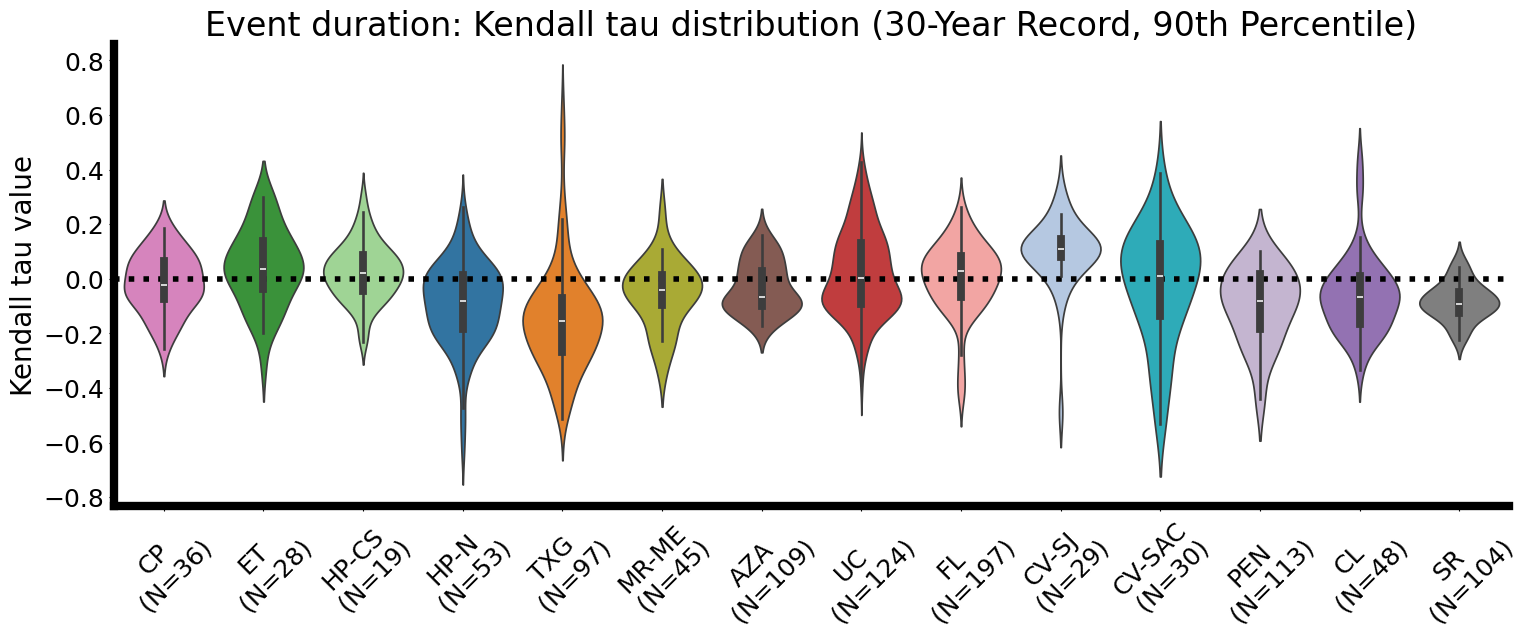 Event duration: Kendall tau distribution (30-Year Record, 90th Percentile)
Kendall tau value
0.8
0.6
0.4
0.2
0.0
−0.2
−0.4
−0.6
−0.8
CP
(N=36)
ET
(N=28)
HP-CS
(N=19)
HP-N
(N=53)
TXG
(N=97)
MR-ME
(N=45)
AZA
(N=109)
UC
(N=124)
FL
(N=197)
CV-SJ
(N=29)
CV-SAC
(N=30)
PEN
(N=113)
CL
(N=48)
SR
(N=104)